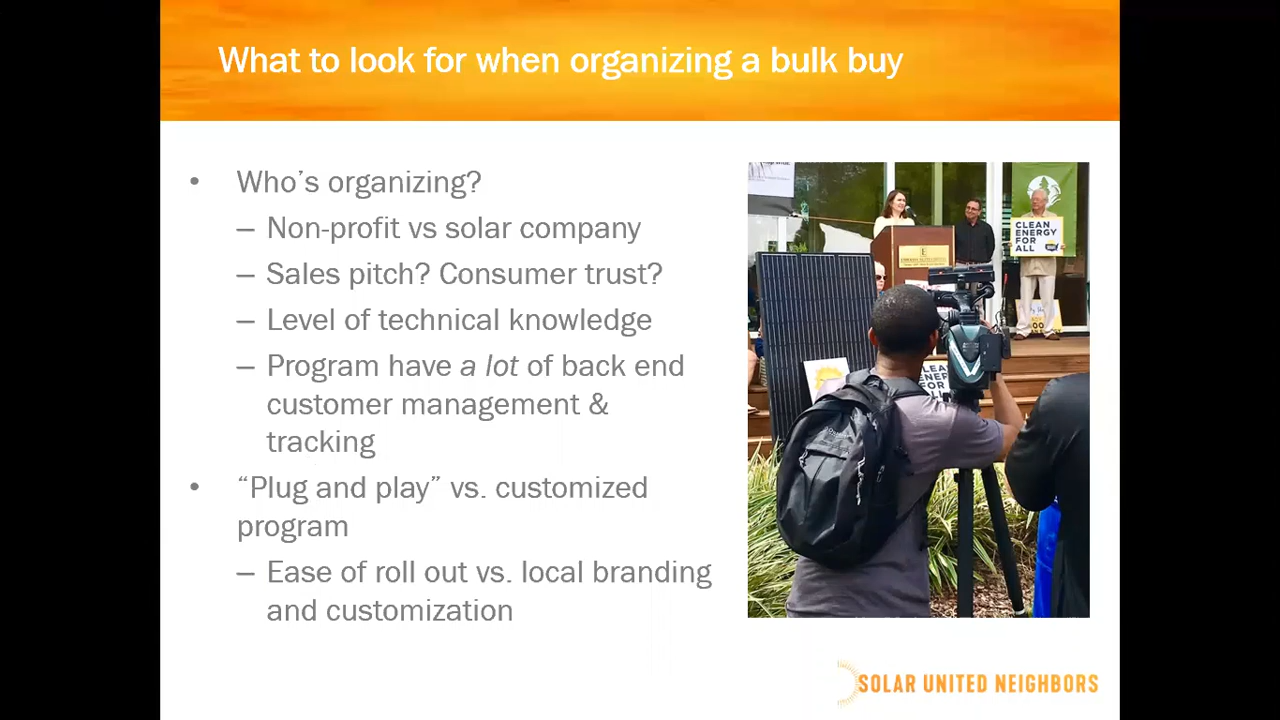 What to look for when organizing a bulk buy
• Who's organizing?
– Non-profit vs solar company
– Sales pitch? Consumer trust?
– Level of technical knowledge
– Program have a lot of back end
customer management &
tracking
• “Plug and play” vs. customized
program
– Ease of roll out vs. local branding
and customization
CLEAN
ENERGY
FOR
ALL
SOLAR UNITED NEIGHBORS